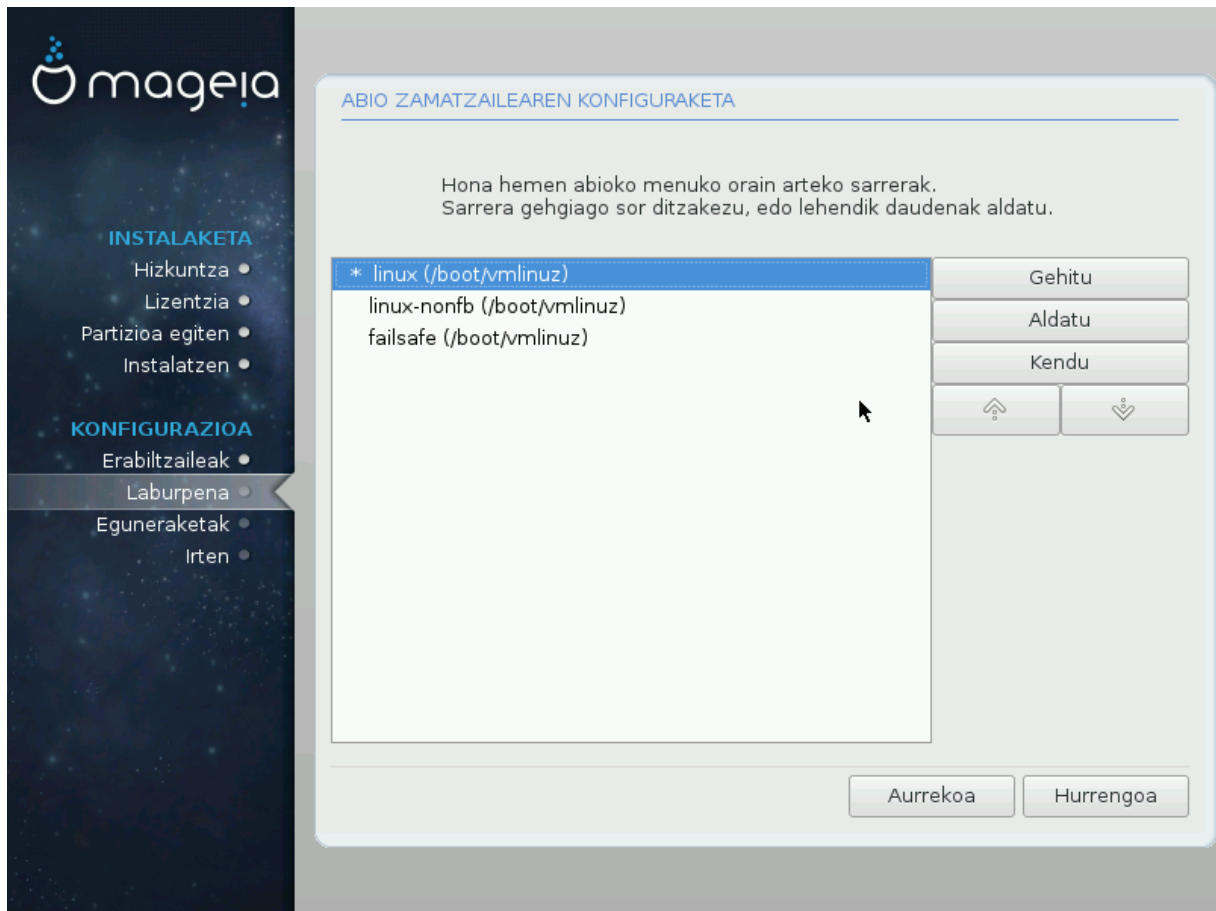 mageia
INSTALAKETA
Hizkuntza
Lizentzia
Partizioa egiten
Instalatzen
KONFIGURAZIOA
Erabiltzaileak
Laburpena
Eguneraketak
Irten
ABIO ZAMATZAILEAREN KONFIGURAKETA
Hona hemen abioko menuko orain arteko sarrerak.
Sarrera gehgiago sor ditzakezu, edo lehendik daudenak aldatu.
* linux (/boot/vmlinuz)
linux-nonfb (/boot/vmlinuz)
failsafe (/boot/vmlinuz)
Gehitu
Aldatu
Kendu
Aurrekoa
Hurrengoa